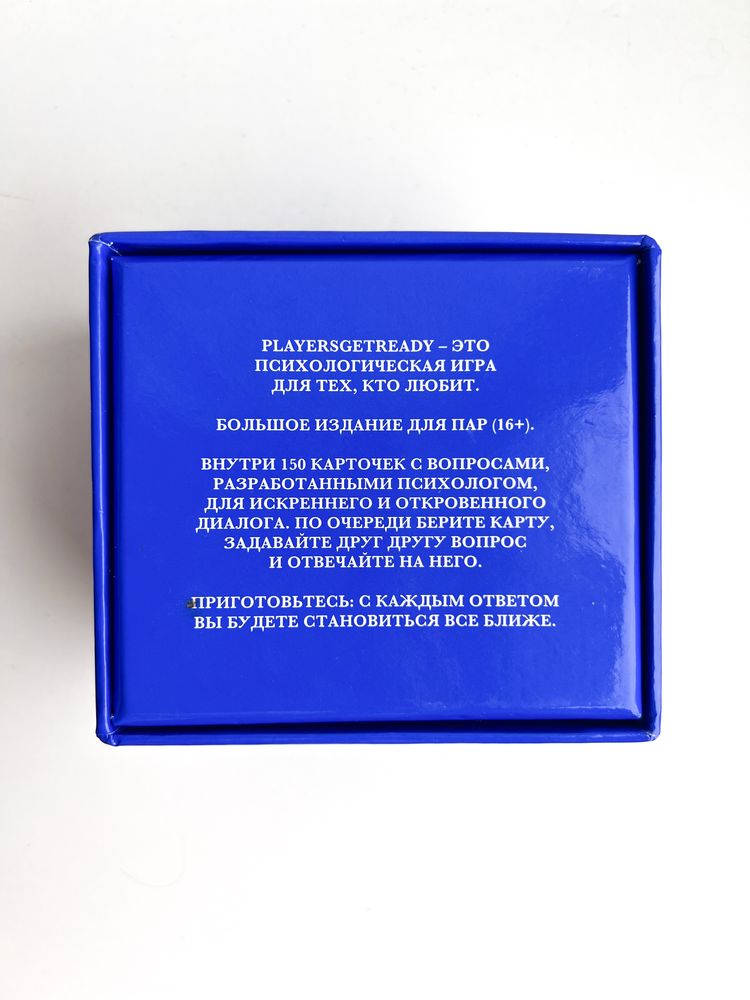 PLAYERSGETREADY – ЭТО
ПСИХОЛОГИЧЕСКАЯ ИГРА
ДЛЯ ТЕХ, КТО ЛЮБИТ.
БОЛЬШОЕ ИЗДАНИЕ ДЛЯ ПАР (16+).
ВНУТРИ 150 КАРТОЧЕК С ВОПРОСАМИ,
РАЗРАБОТАННЫМИ ПСИХОЛОГОМ,
ДЛЯ ИСКРЕННЕГО И ОТКРОВЕННОГО
ДИАЛОГА. ПО ОЧЕРЕДИ БЕРИТЕ КАРТУ,
ЗАДАВАЙТЕ ДРУГ ДРУГУ ВОПРОС
И ОТВЕЧАЙТЕ НА НЕГО.
ПРИГОТОВЬТЕСЬ: С КАЖДЫМ ОТВЕТОМ
ВЫ БУДЕТЕ СТАНОВИТЬСЯ ВСЕ БЛИЖЕ.